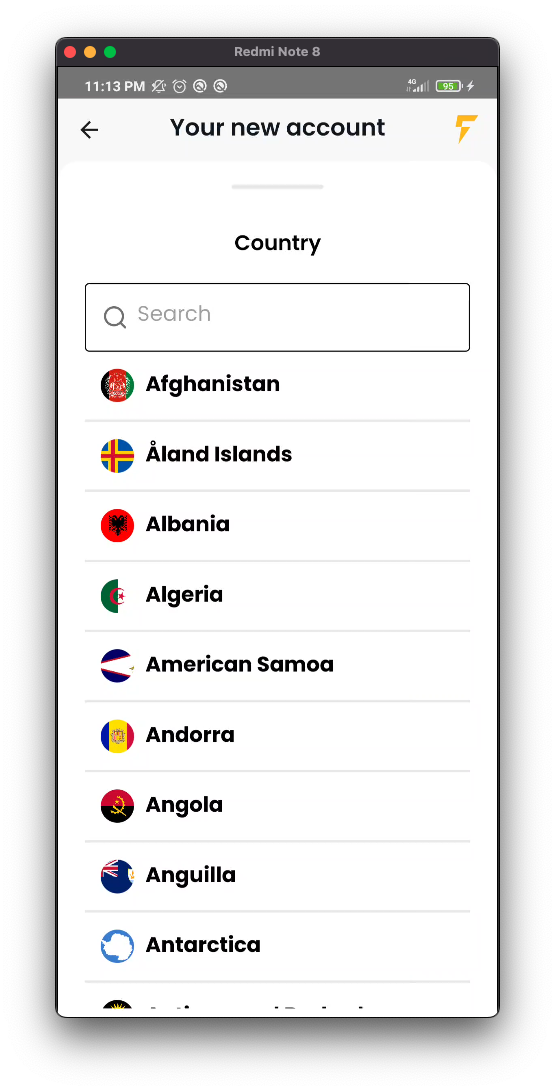 Redmi Note 8
11:13 PM 4G 95
Your new account
Country
Search
Afghanistan
Åland Islands
Albania
Algeria
American Samoa
Andorra
Angola
Anguilla
Antarctica